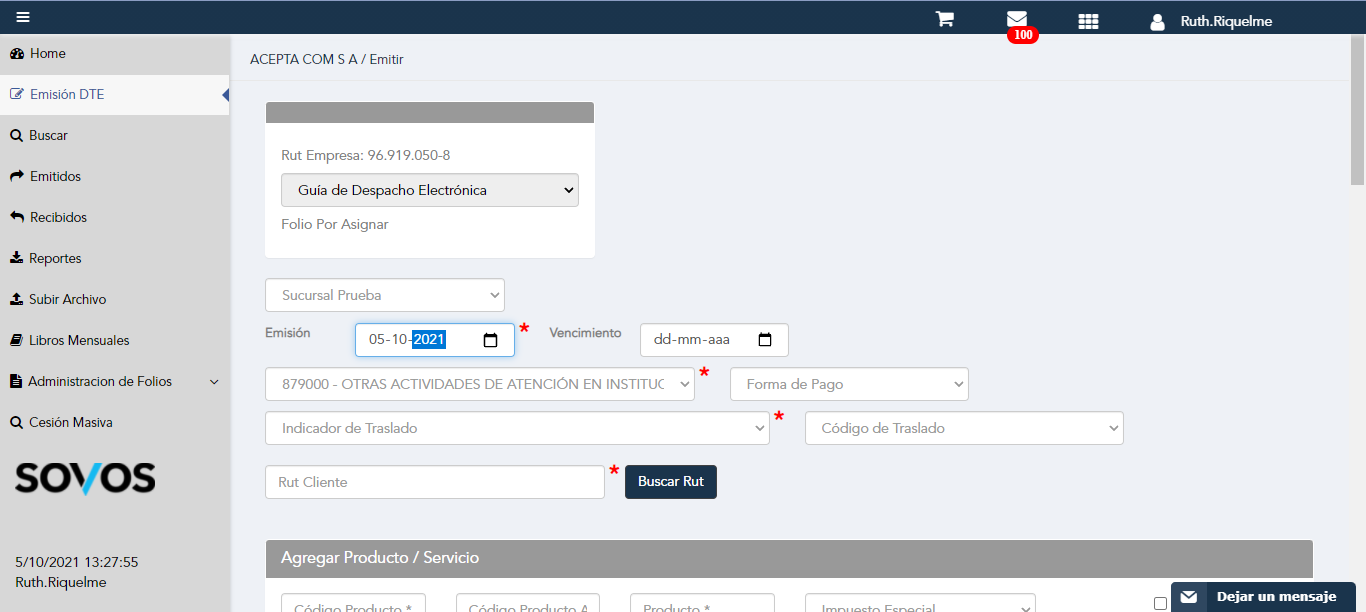 100
Ruth.Riquelme
Home
Emisión DTE
Buscar
Emitidos
Recibidos
Reportes
Subir Archivo
Libros Mensuales
Administracion de Folios
Cesión Masiva
SOVOS
5/10/2021 13:27:55
Ruth.Riquelme
ACEPTA COM S A / Emitir
Rut Empresa: 96.919.050-8
Guía de Despacho Electrónica
Folio Por Asignar
Sucursal Prueba
Emisión 05-10-2021 * Vencimiento dd-mm-aaa
879000 - OTRAS ACTIVIDADES DE ATENCIÓN EN INSTITUC * Forma de Pago
Indicador de Traslado * Código de Traslado
Rut Cliente * Buscar Rut
Agregar Producto / Servicio
Código Producto * Código Producto A Producto * Impuesto Especial
Dejar un mensaje